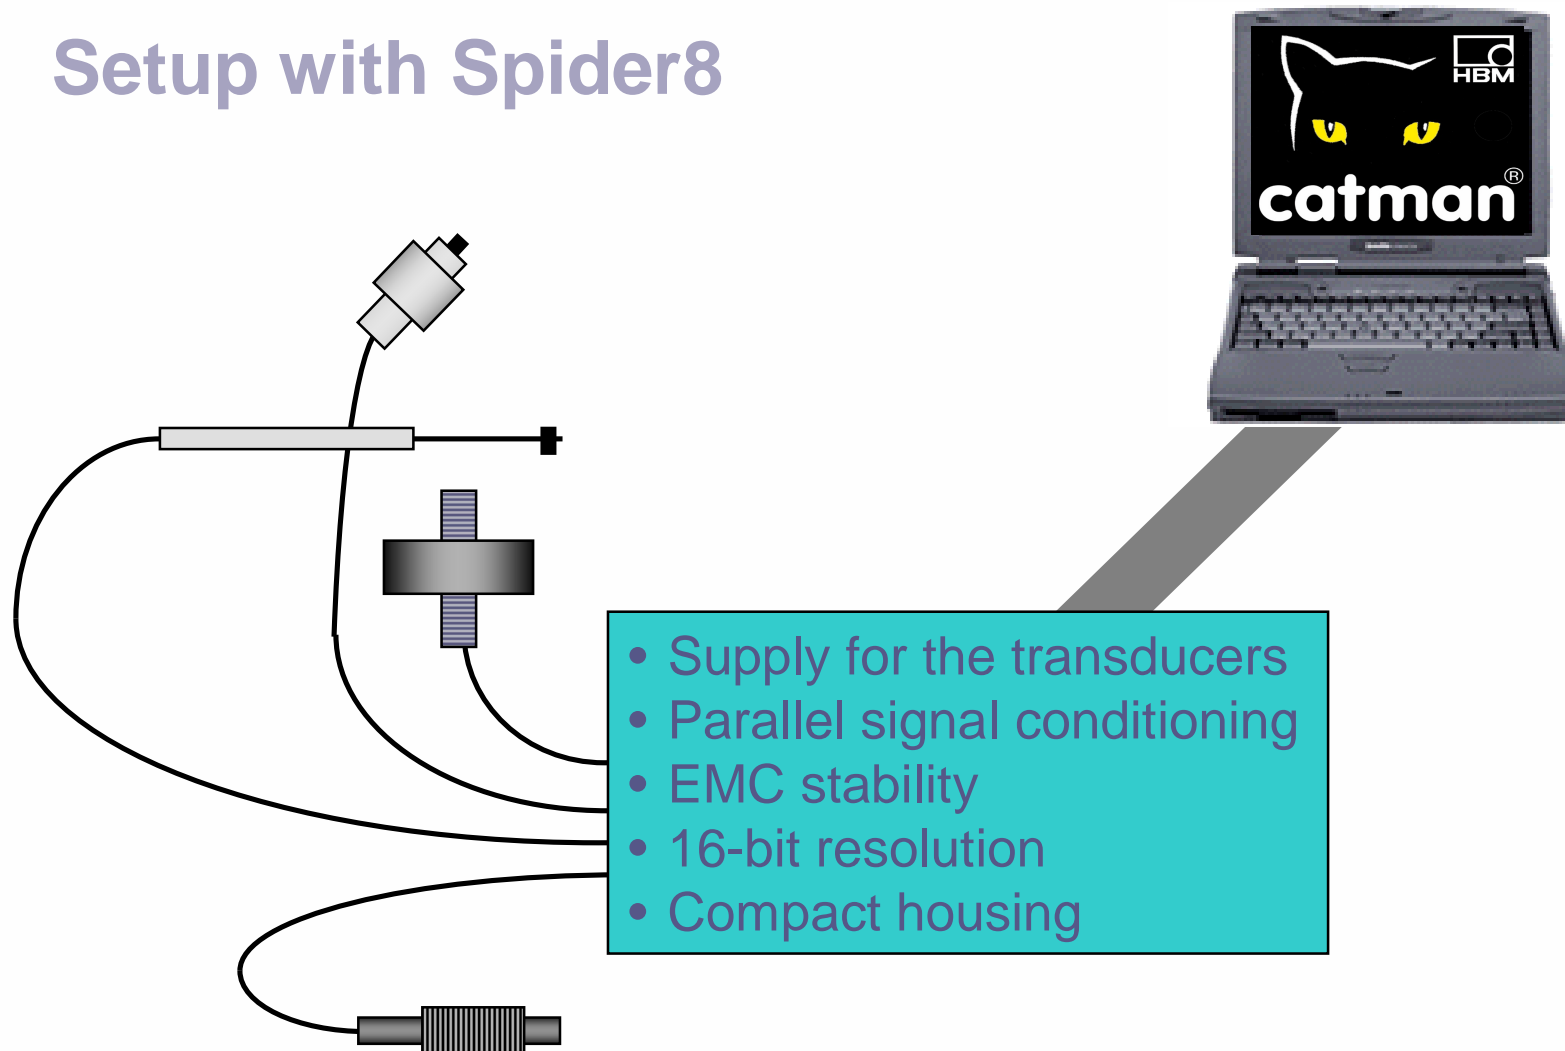 Setup with Spider8
HBM
catman®
• Supply for the transducers
• Parallel signal conditioning
• EMC stability
• 16-bit resolution
• Compact housing